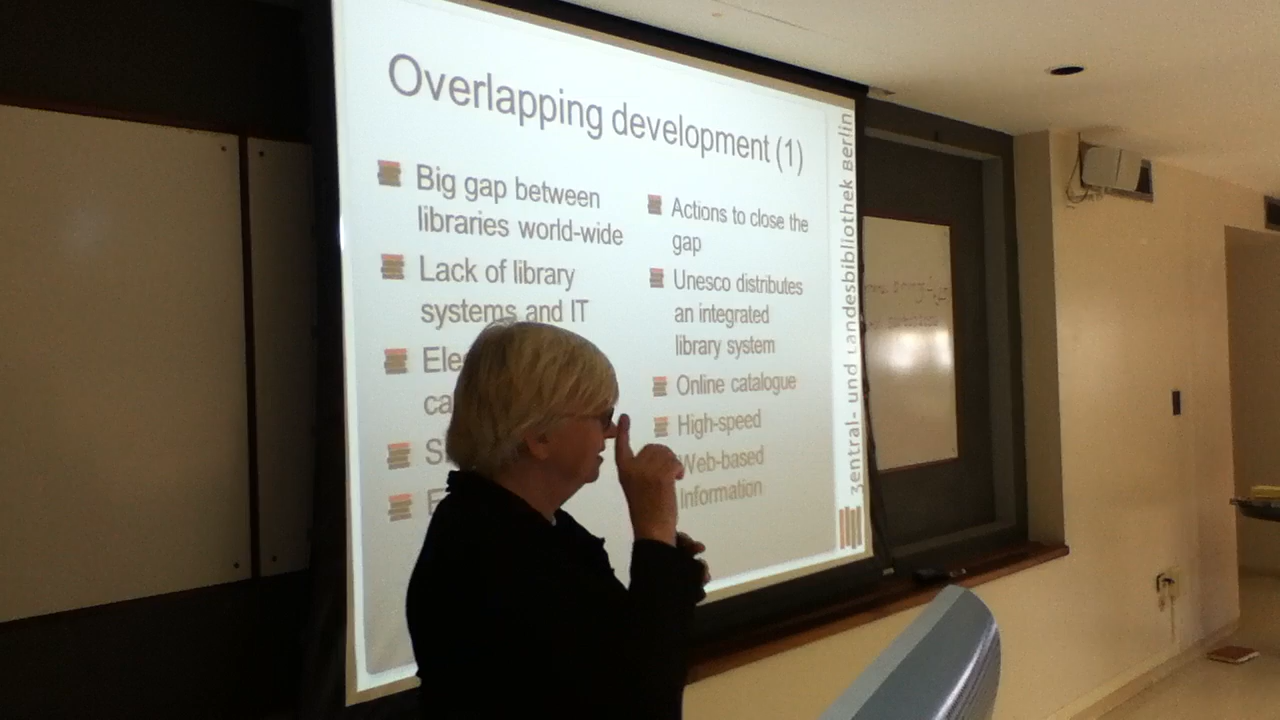 Overlapping development (1)
Big gap between
libraries world-wide
Lack of library
systems and IT
Actions to close the
gap
Unesco distributes
an integrated
library system
Online catalogue
High-speed
Web-based
Information
Zentral- und Landesbibliothek Berlin